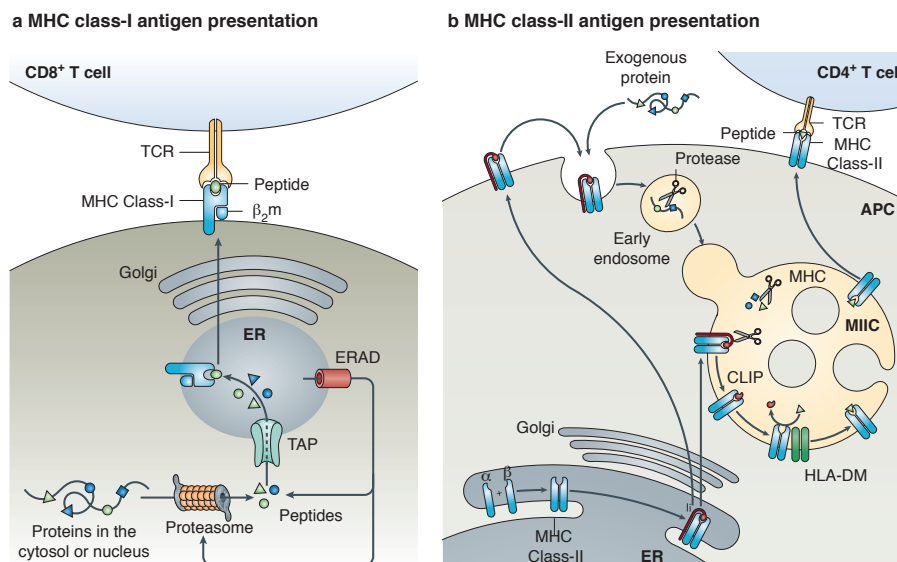 a MHC class-I antigen presentation
CD8+ T cell
TCR
Peptide
MHC Class-I
β2m
Golgi
ER
ERAD
TAP
Peptides
Proteasome
Proteins in the
cytosol or nucleus
b MHC class-II antigen presentation
Exogenous
protein
CD4+ T cell
TCR
Peptide
MHC
Class-II
Protease
APC
Early
endosome
MHC
MIIC
CLIP
Golgi
HLA-DM
α
+
β
Ii
MHC
Class-II
ER